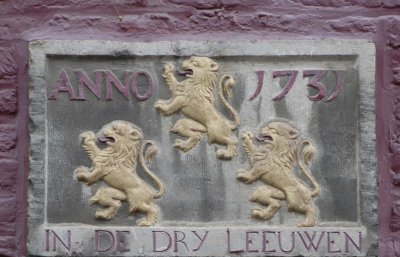 ANNO 1731
IN DE DRY LEEUWEN